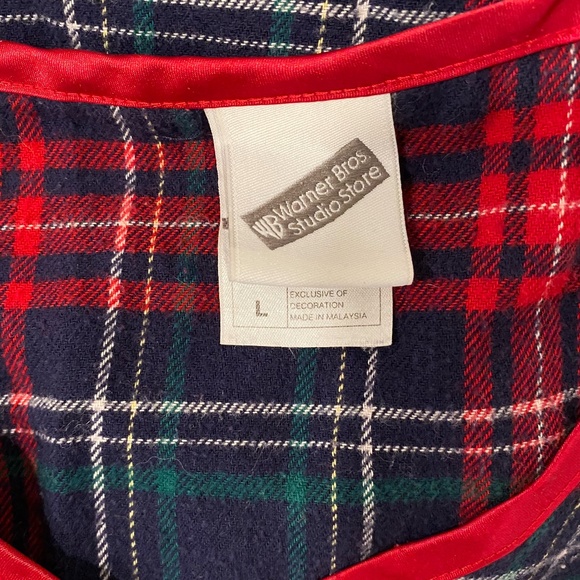 WB Warner Bros.
Studio Store
L
EXCLUSIVE OF
DECORATION
MADE IN MALAYSIA